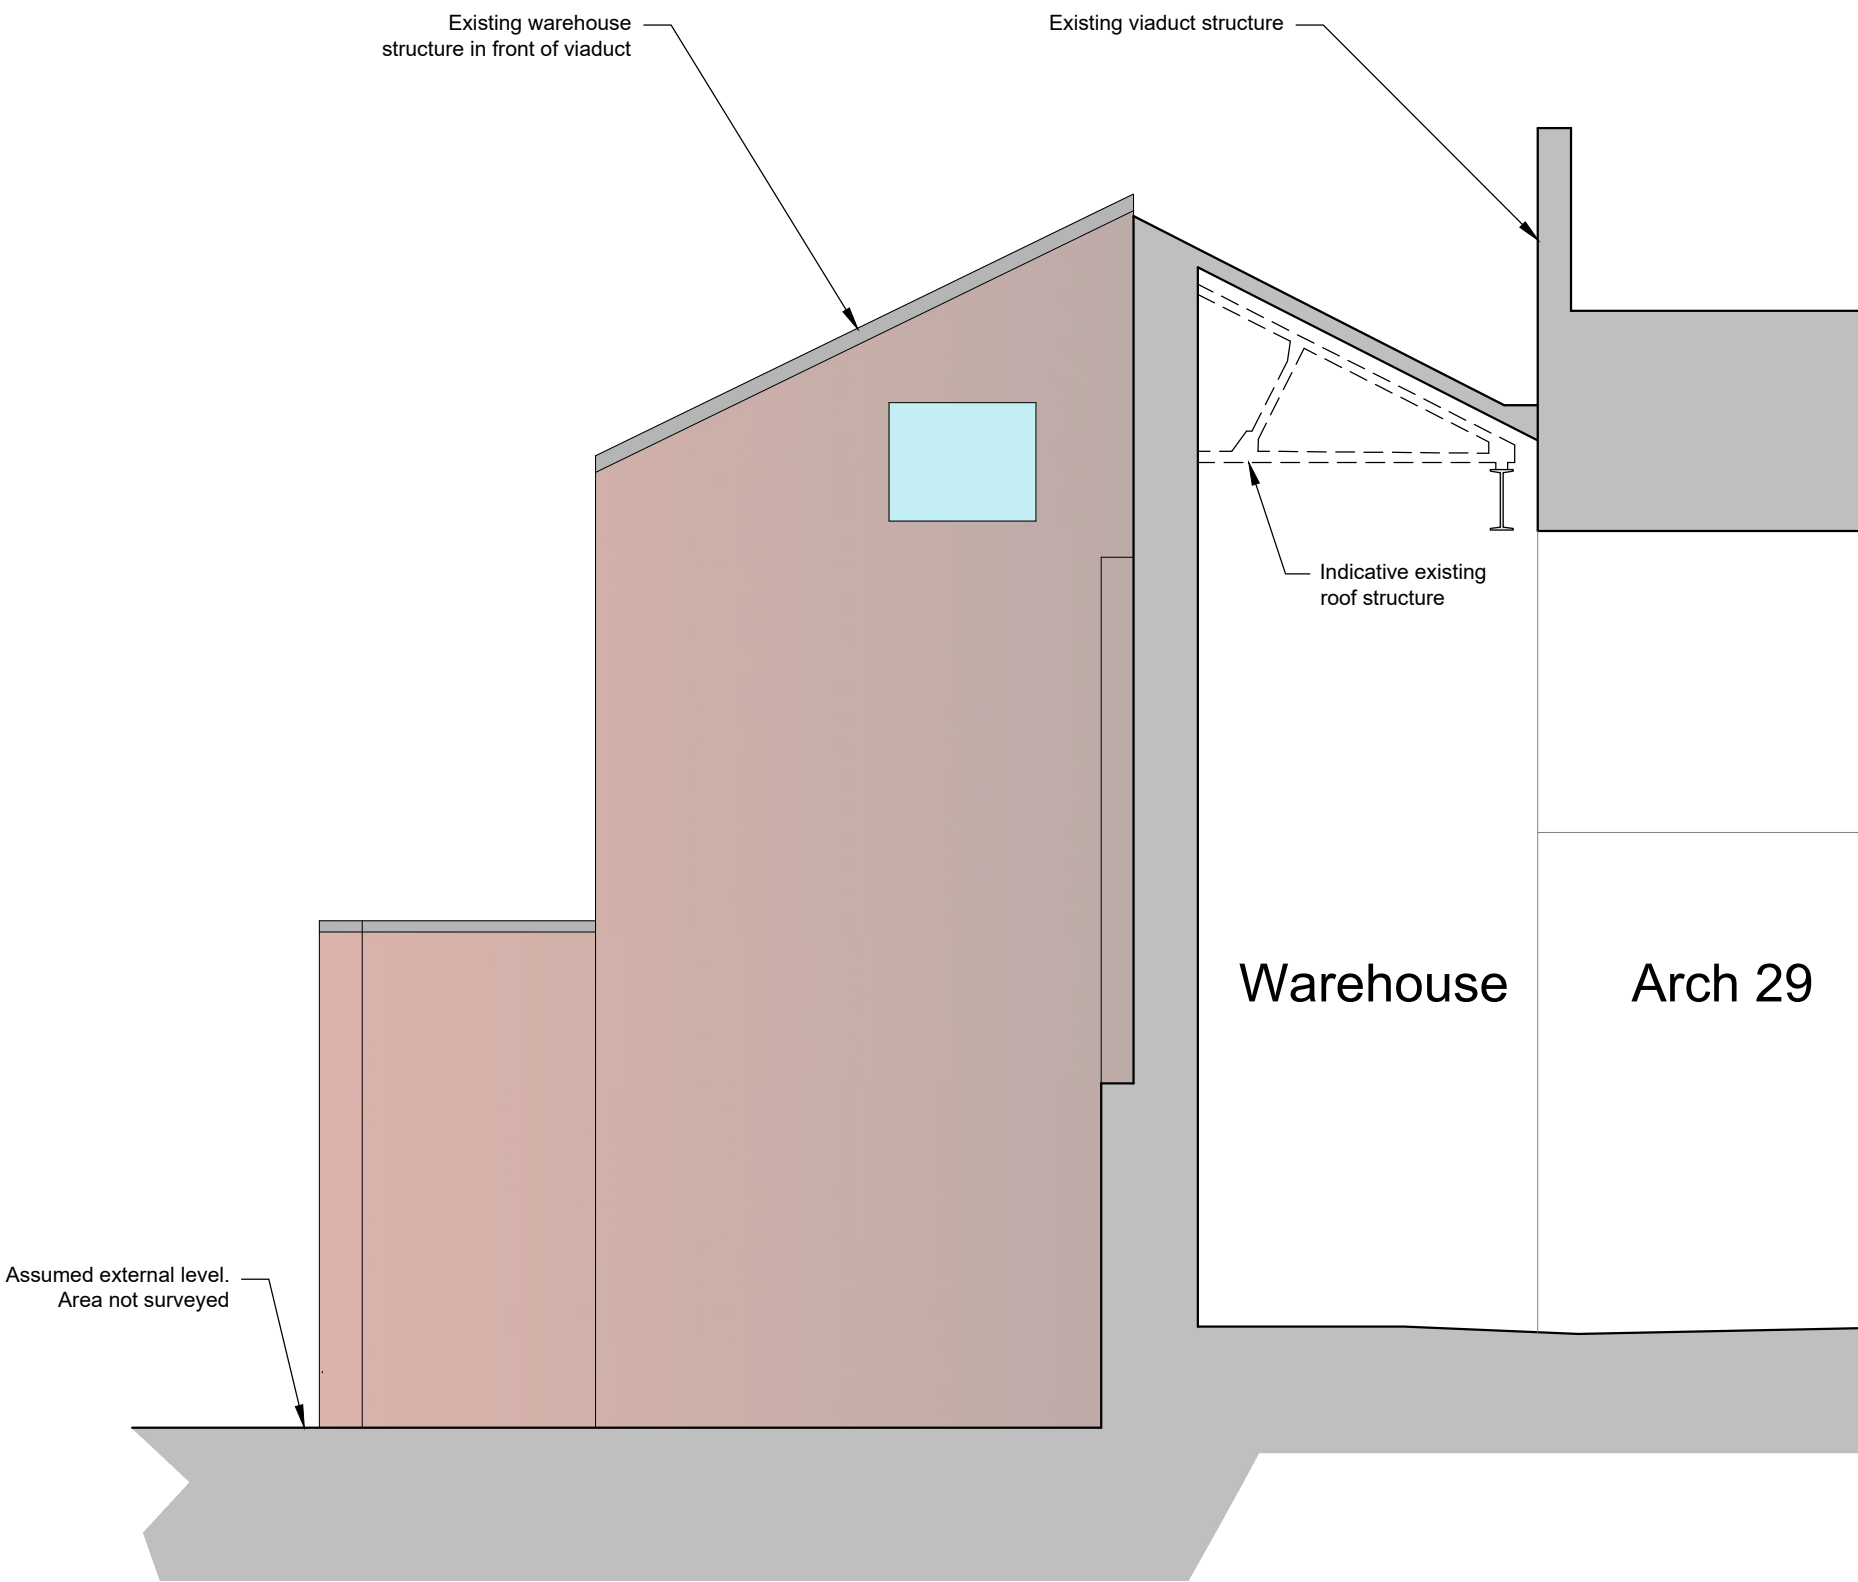 Existing warehouse
structure in front of viaduct
Existing viaduct structure
Indicative existing
roof structure
Warehouse
Arch 29
Assumed external level.
Area not surveyed